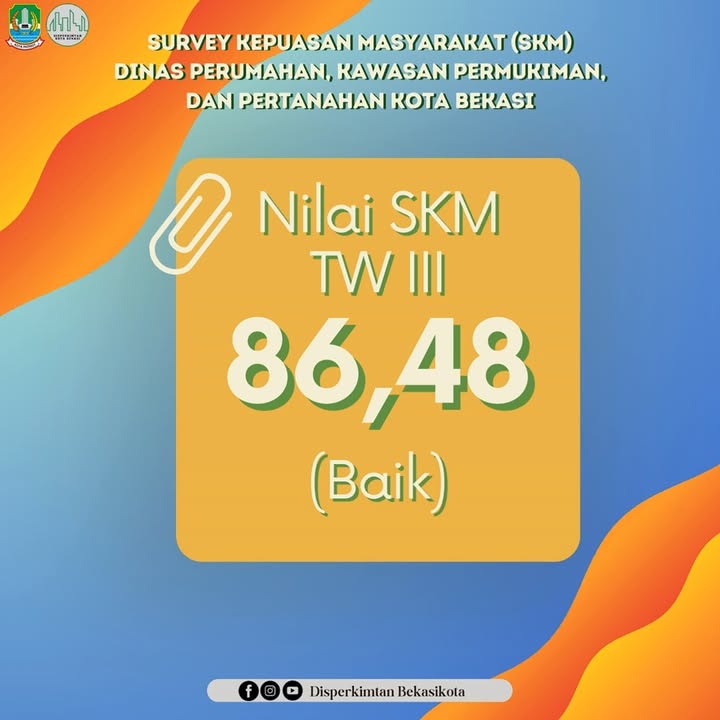 SURVEY KEPUASAN MASYARAKAT (SKM)
DINAS PERUMAHAN, KAWASAN PERMUKIMAN,
DAN PERTANAHAN KOTA BEKASI
Nilai SKM
TW III
86,48
(Baik)
Disperkimtan Bekasikota